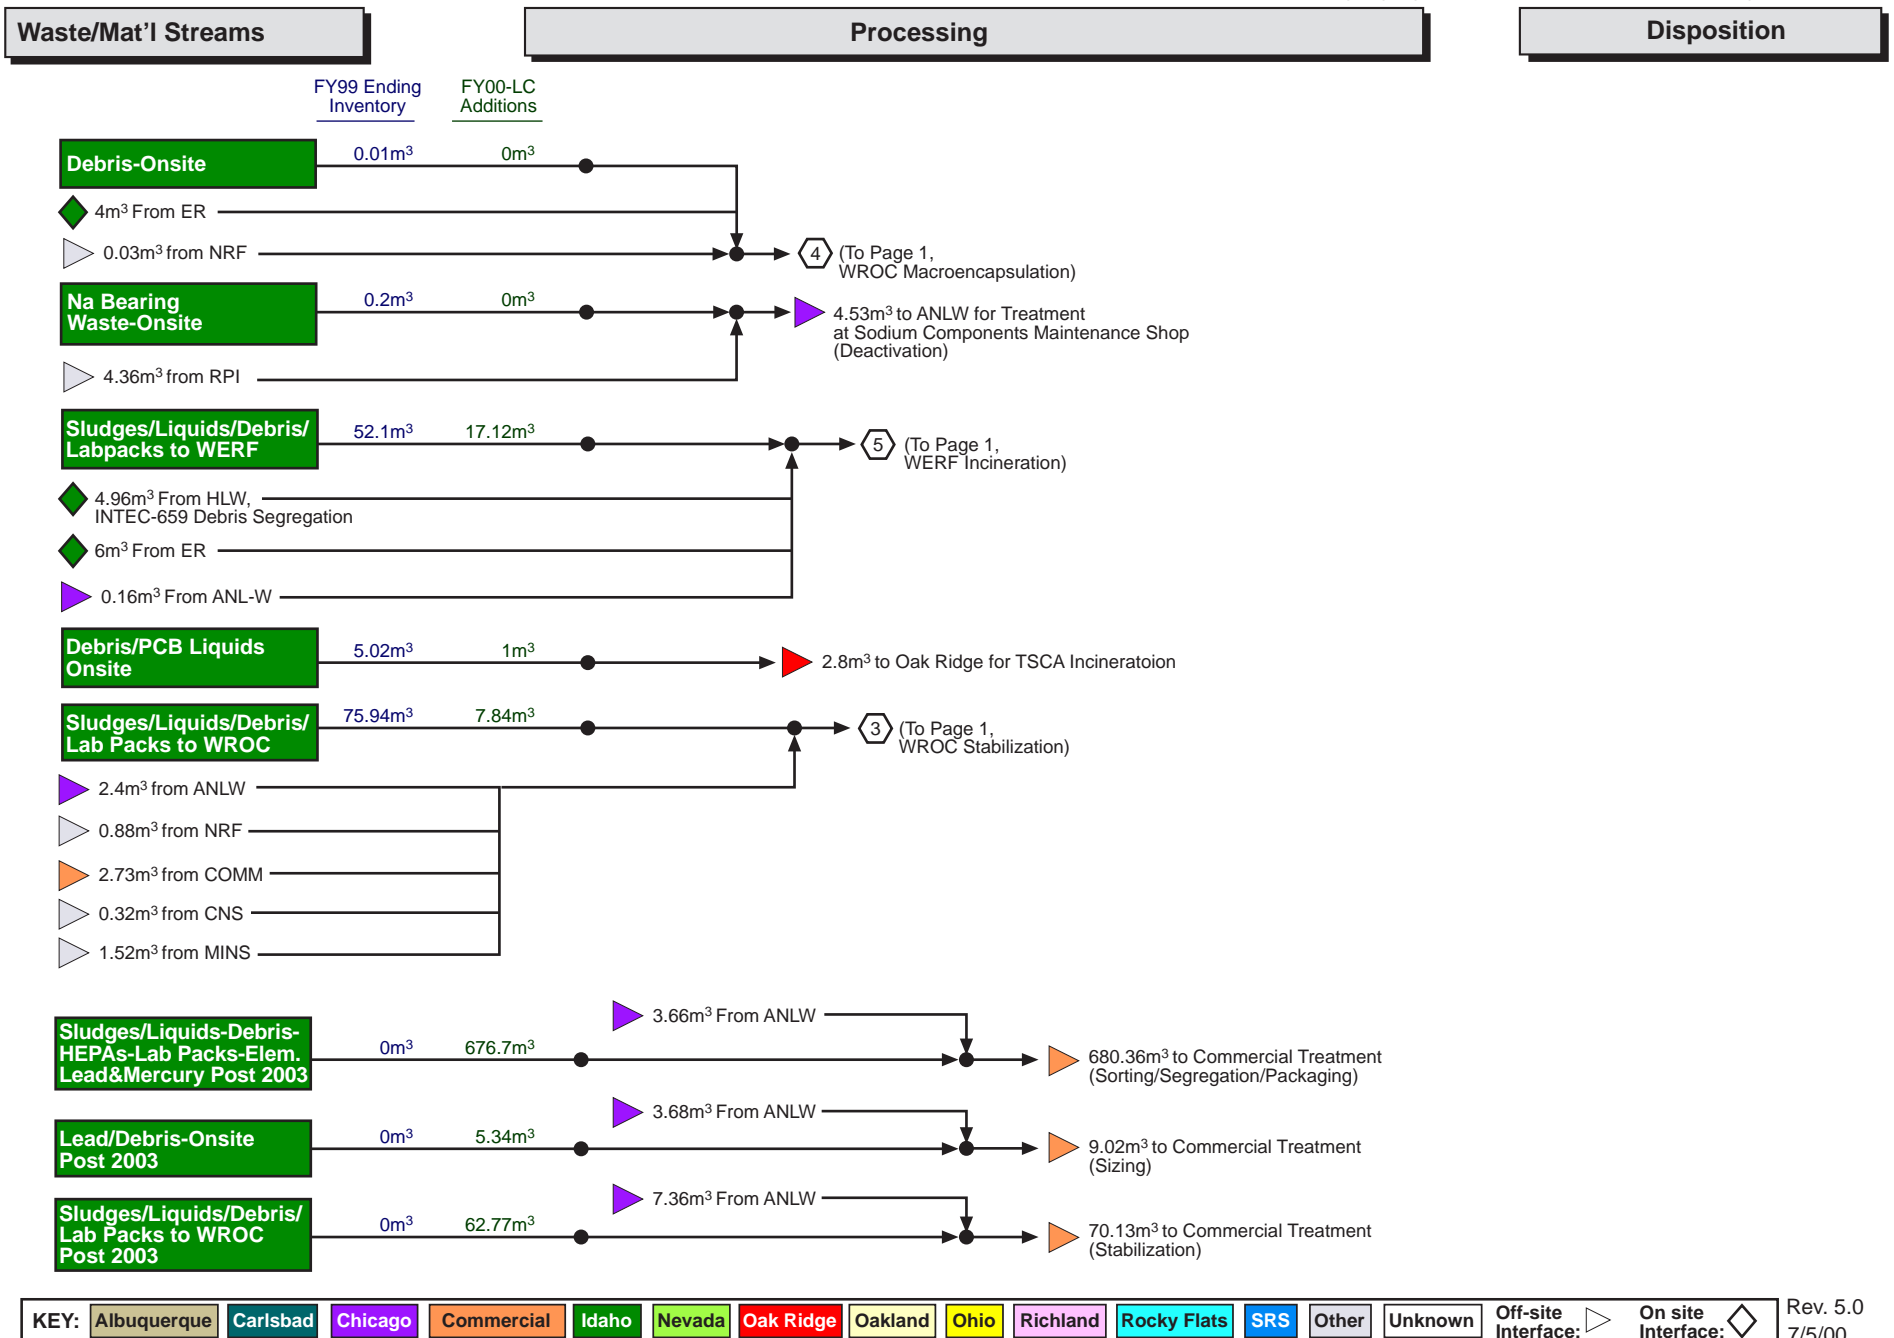 Waste/Mat'l Streams
Processing
Disposition
FY99 Ending
Inventory
FY00-LC
Additions
Debris-Onsite
0.01m³
0m³
4m³ From ER
0.03m³ from NRF
4
(To Page 1,
WROC Macroencapsulation)
Na Bearing
Waste-Onsite
0.2m³
0m³
4.53m³ to ANLW for Treatment
at Sodium Components Maintenance Shop
(Deactivation)
4.36m³ from RPI
Sludges/Liquids/Debris/
Labpacks to WERF
52.1m³
17.12m³
5
(To Page 1,
WERF Incineration)
4.96m³ From HLW,
INTEC-659 Debris Segregation
6m³ From ER
0.16m³ From ANL-W
Debris/PCB Liquids
Onsite
5.02m³
1m³
2.8m³ to Oak Ridge for TSCA Incineratoion
Sludges/Liquids/Debris/
Lab Packs to WROC
75.94m³
7.84m³
3
(To Page 1,
WROC Stabilization)
2.4m³ from ANLW
0.88m³ from NRF
2.73m³ from COMM
0.32m³ from CNS
1.52m³ from MINS
3.66m³ From ANLW
Sludges/Liquids-Debris-
HEPAs-Lab Packs-Elem.
Lead&Mercury Post 2003
0m³
676.7m³
680.36m³ to Commercial Treatment
(Sorting/Segregation/Packaging)
3.68m³ From ANLW
Lead/Debris-Onsite
Post 2003
0m³
5.34m³
9.02m³ to Commercial Treatment
(Sizing)
7.36m³ From ANLW
Sludges/Liquids/Debris/
Lab Packs to WROC
Post 2003
0m³
62.77m³
70.13m³ to Commercial Treatment
(Stabilization)
KEY: Albuquerque Carlsbad Chicago Commercial Idaho Nevada Oak Ridge Oakland Ohio Richland Rocky Flats SRS Other Unknown
Off-site
Interface:
On site
Interface:
Rev. 5.0
7/5/00